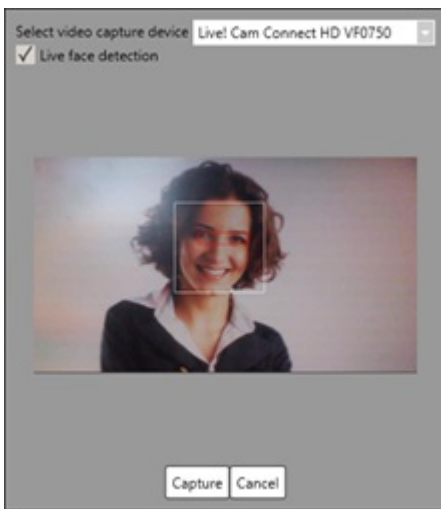 Select video capture device Live! Cam Connect HD VF0750
Live face detection
Capture Cancel